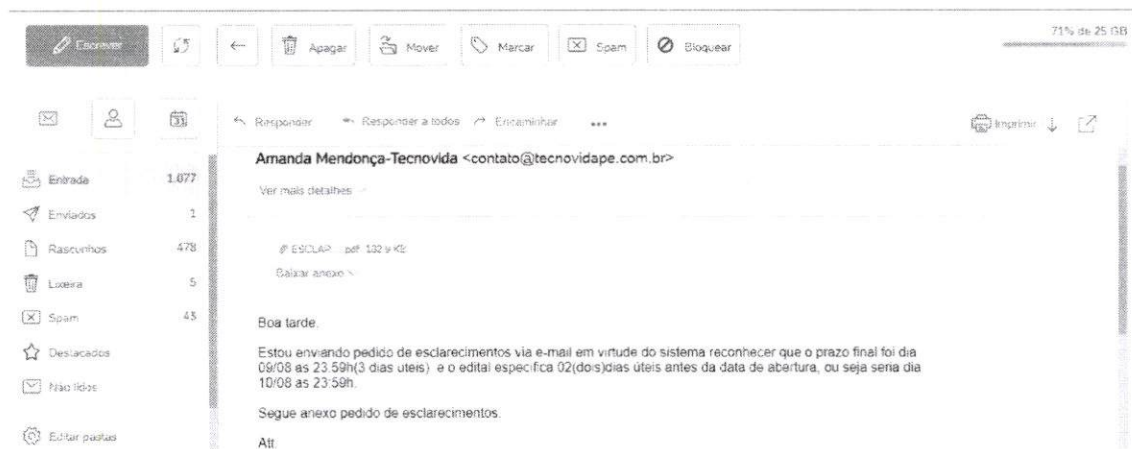 Escrever
Apagar
Mover
Marcar
Spam
Bloquear
71% de 25 GB
31
Responder
Responder a todos
Encaminhar
Imprimir
Amanda Mendonça-Tecnovida <contato@tecnovidape.com.br>
Ver mais detalhes
Entrada 1.077
Enviados 1
Rascunhos 478
Lixeira 5
Spam 43
Destacados
Não lidos
Editar pastas
pdf
Baixar anexo
Boa tarde.
Estou enviando pedido de esclarecimentos via e-mail em virtude do sistema reconhecer que o prazo final foi dia
09/08 as 23:59h(3 dias uteis) e o edital especifica 02(dois)dias úteis antes da data de abertura, ou seja seria dia
10/08 as 23:59h.
Segue anexo pedido de esclarecimentos.
Att.